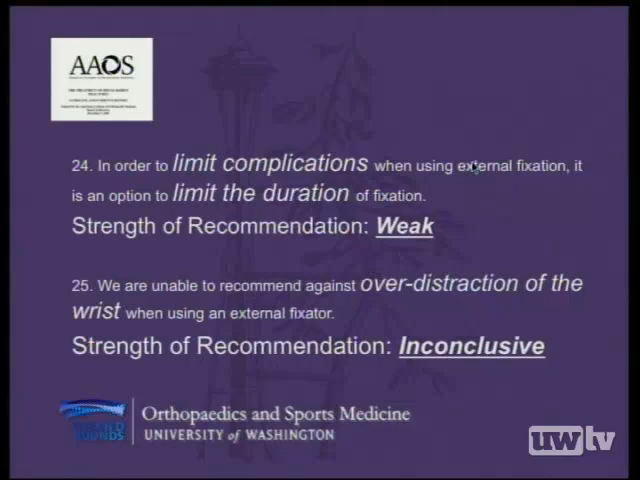 AAOS
24. In order to limit complications when using external fixation, it
is an option to limit the duration of fixation.
Strength of Recommendation: Weak
25. We are unable to recommend against over-distraction of the
wrist when using an external fixator.
Strength of Recommendation: Inconclusive
GRAND
ROUNDS
Orthopaedics and Sports Medicine
UNIVERSITY of WASHINGTON
uwtv